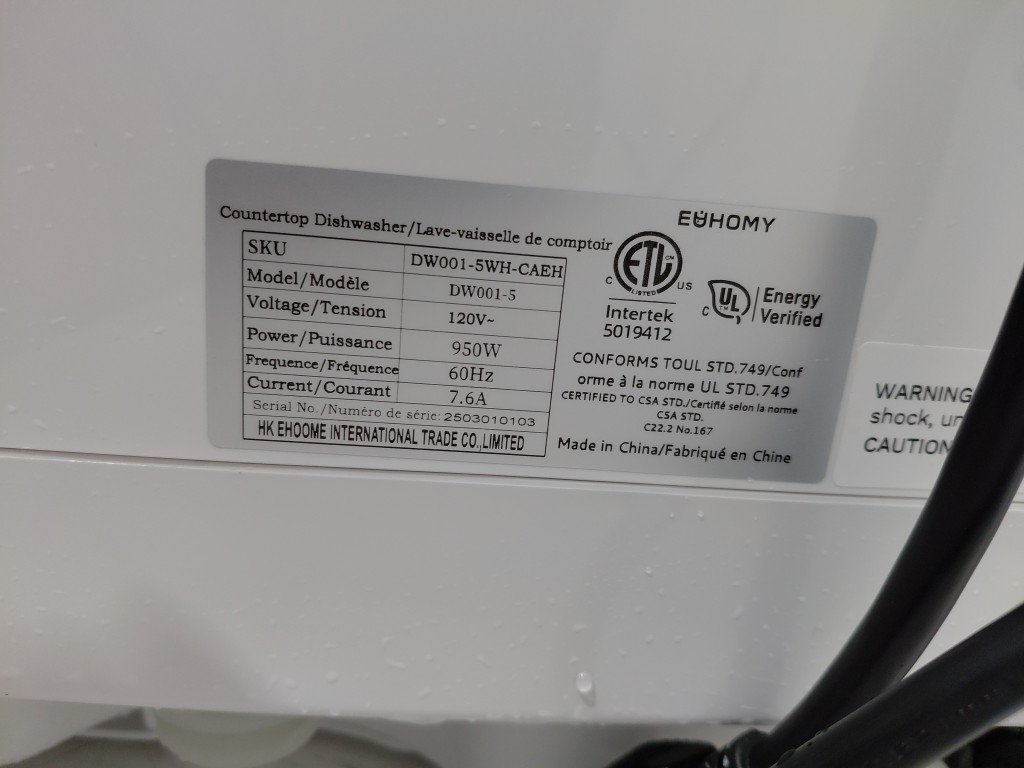 Countertop Dishwasher/Lave-vaisselle de comptoir
SKU DW001-5WH-CAEH
Model/Modèle DW001-5
Voltage/Tension 120V~
Power/Puissance 950W
Frequence/Fréquence 60Hz
Current/Courant 7.6A
Serial No./Numéro de série: 2503010103
HK EHOOME INTERNATIONAL TRADE CO.,LIMITED
EUHOMY
ETL CM
LISTED
C US
Intertek
5019412
C UL Energy
Verified
CONFORMS TOUL STD.749/Conf
orme à la norme UL STD.749
CERTIFIED TO CSA STD./Certifié selon la norme
CSA STD.
C22.2 No.167
Made in China/Fabriqué en Chine
WARNING
shock,
CAUTION